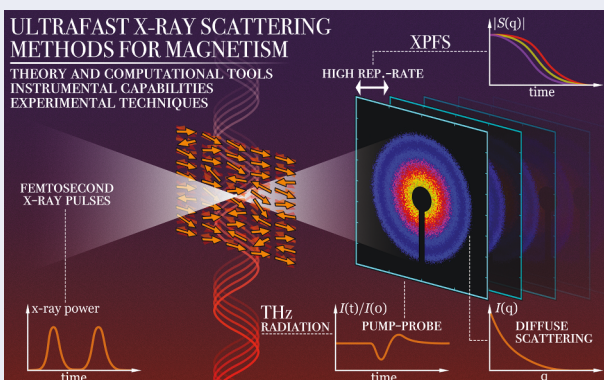 ULTRAFAST X-RAY SCATTERING
METHODS FOR MAGNETISM
THEORY AND COMPUTATIONAL TOOLS
INSTRUMENTAL CAPABILITIES
EXPERIMENTAL TECHNIQUES
XPFS
|S(q)|
time
HIGH REP.-RATE
FEMTOSECOND
X-RAY PULSES
x-ray power
time
THz
RADIATION
I(t)/I(0)
PUMP-PROBE
time
I(q)
DIFFUSE
SCATTERING
q